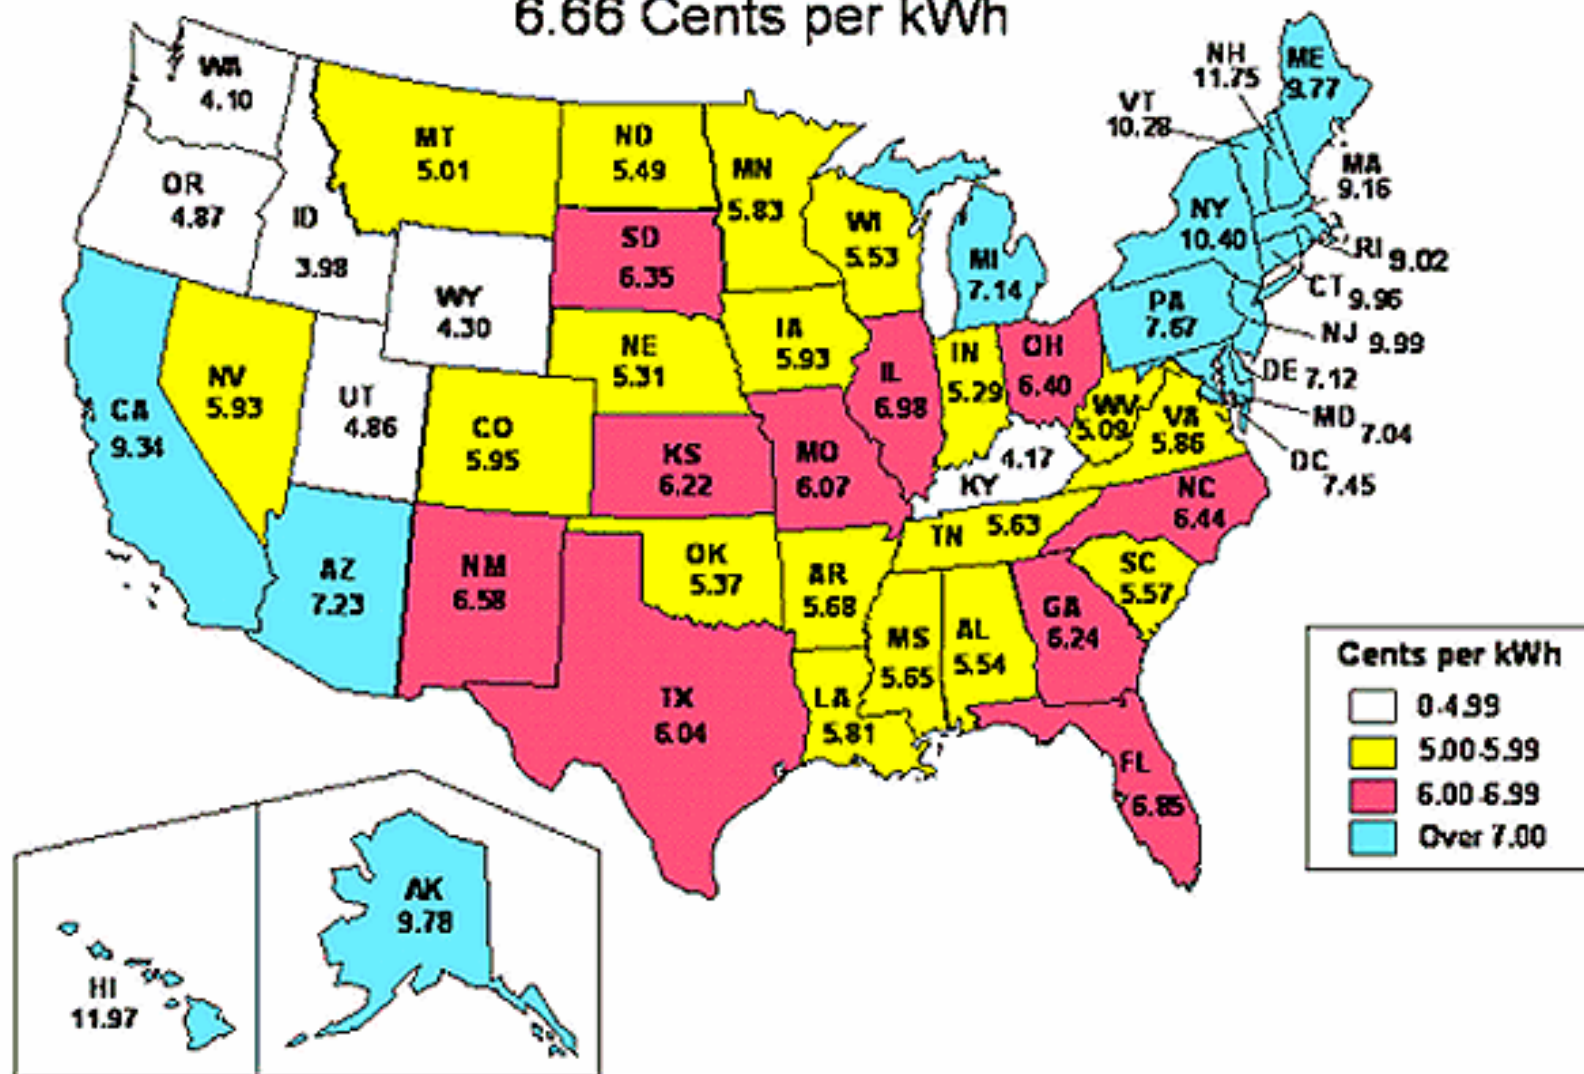 6.66 Cents per kWh
WA
4.10
OR
4.87
ID
3.98
MT
5.01
ND
5.49
MN
5.83
SD
6.35
WI
5.53
WY
4.30
NE
5.31
IA
5.93
MI
7.14
NV
5.93
UT
4.86
CO
5.95
CA
9.34
KS
6.22
MO
6.07
IL
6.98
IN
5.29
OH
6.40
KY
4.17
WV
5.09
VA
5.86
PA
7.67
NY
10.40
VT
10.28
NH
11.75
ME
9.77
MA
9.16
RI 9.02
CT 9.96
NJ 9.99
DE 7.12
MD 7.04
DC 7.45
NC
6.44
TN 5.63
SC
5.57
AZ
7.23
NM
6.58
OK
5.37
AR
5.68
TX
6.04
LA
5.81
MS
5.65
AL
5.54
GA
6.24
FL
6.85
AK
9.78
HI
11.97
Cents per kWh
0-4.99
5.00-5.99
6.00-6.99
Over 7.00